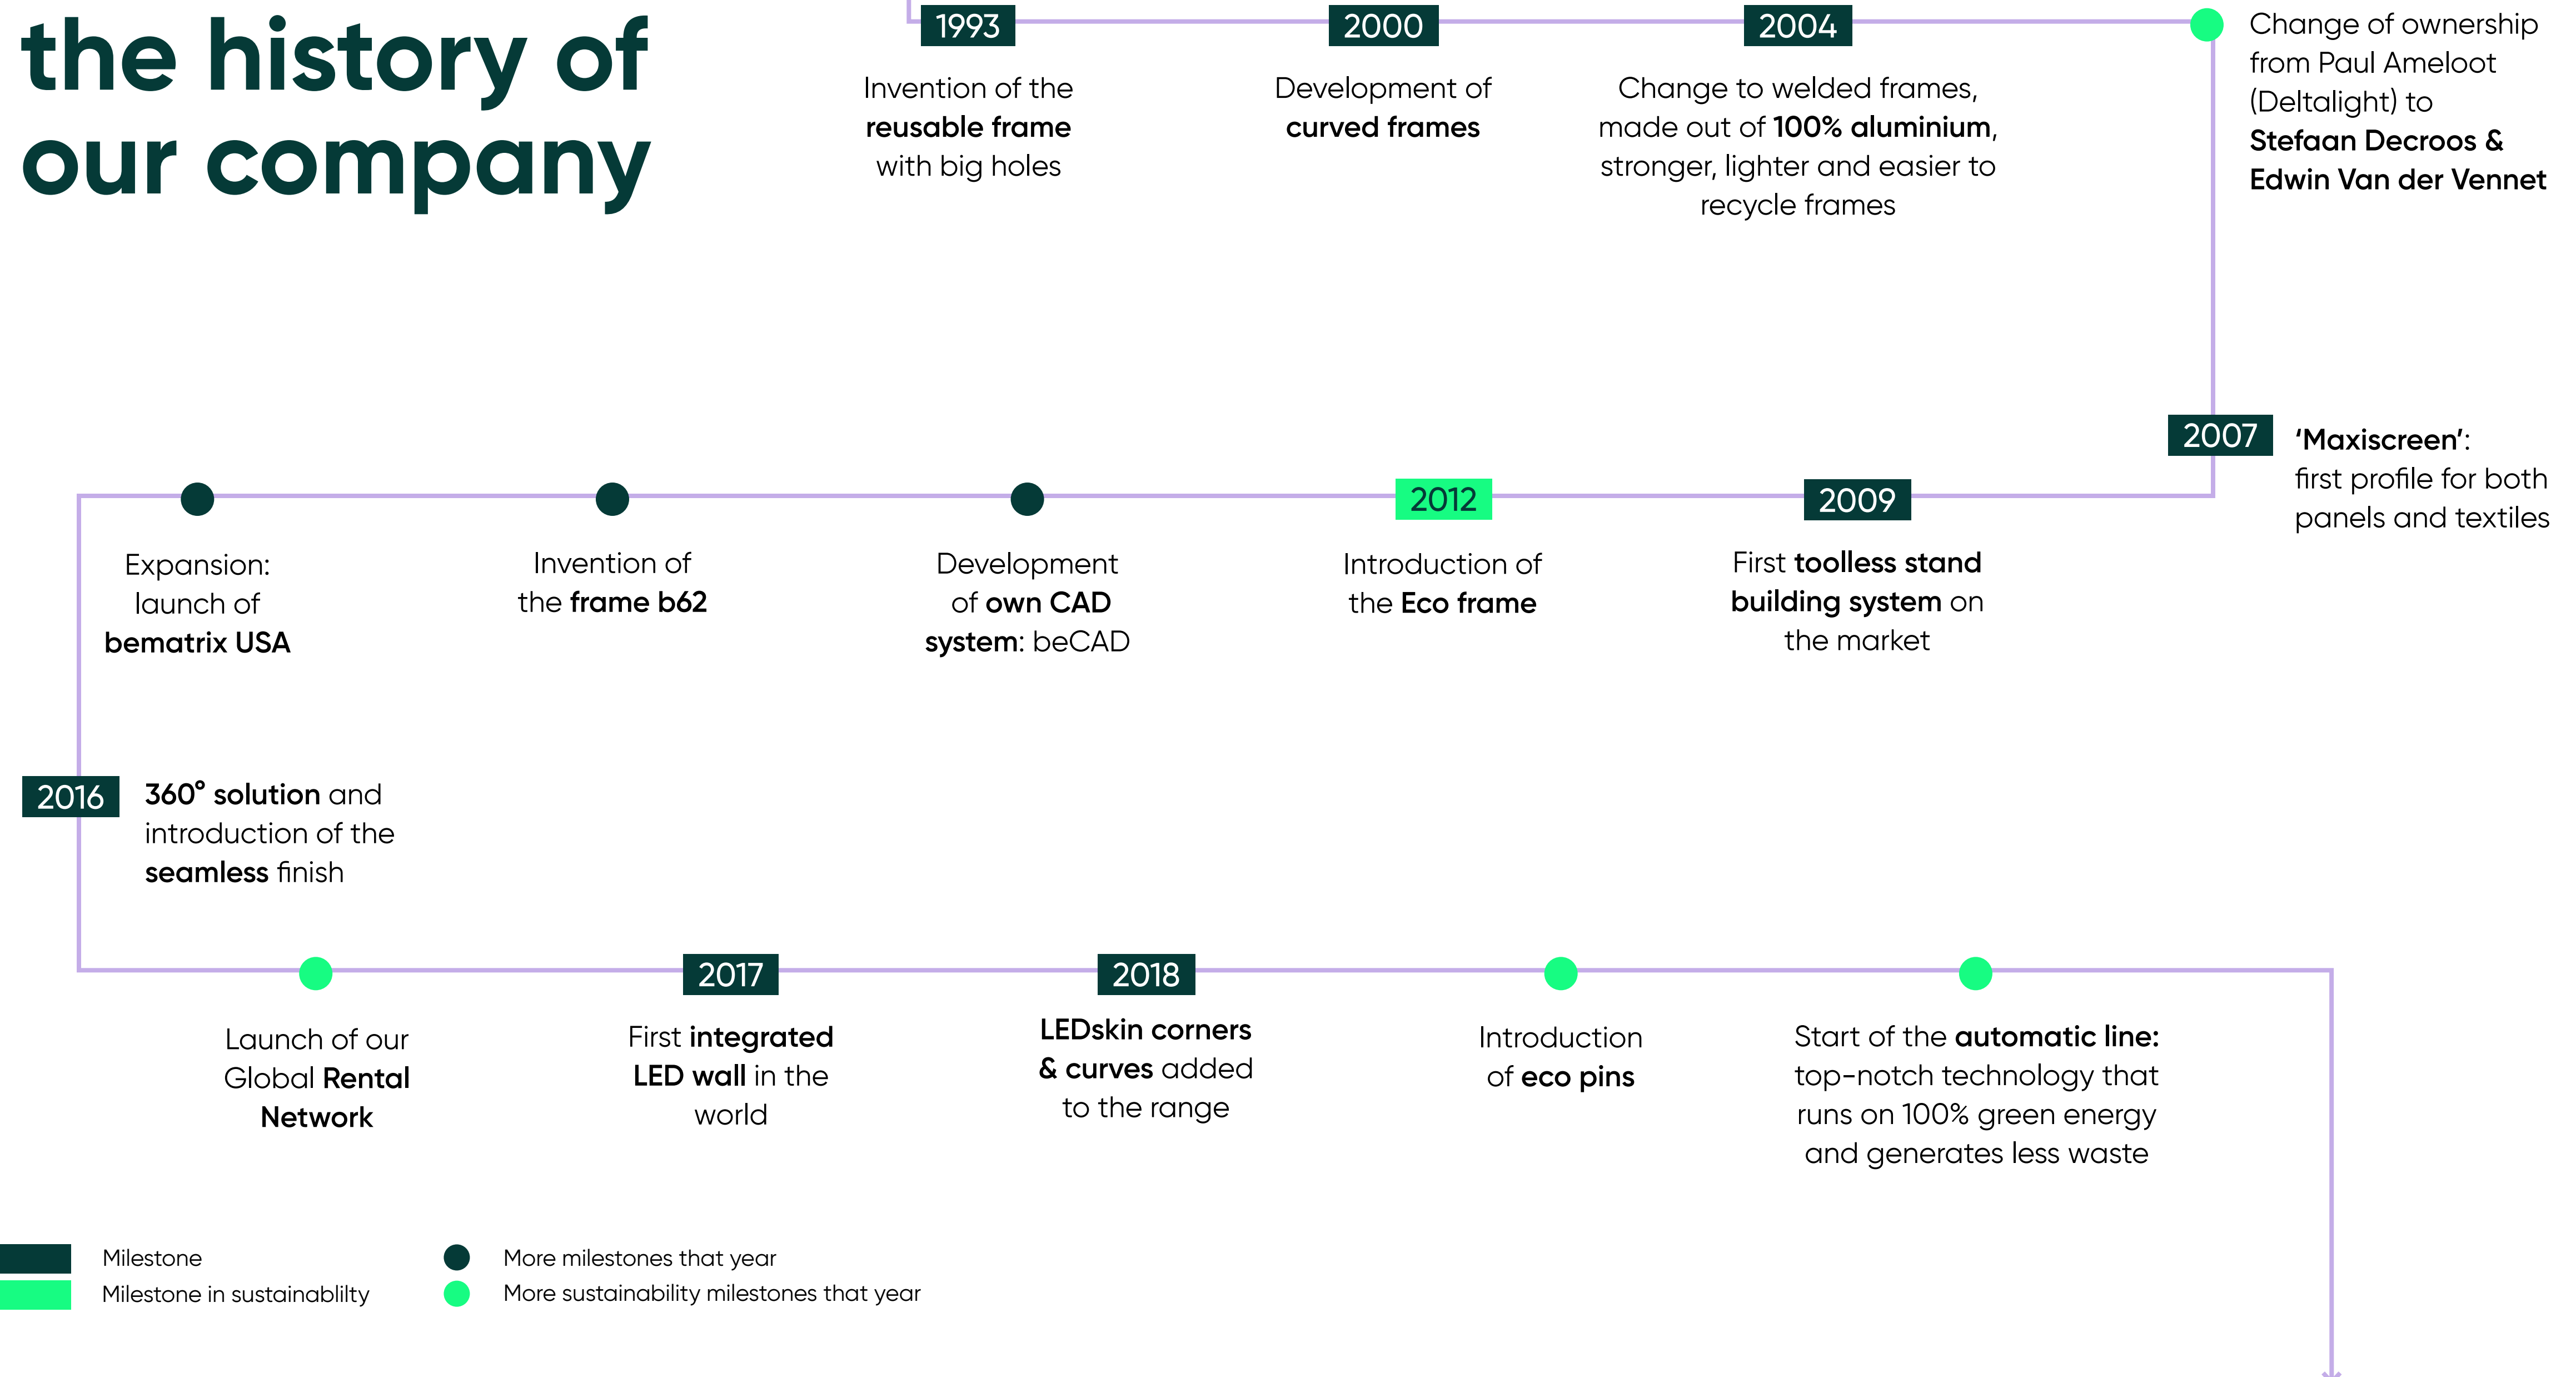 the history of
our company
1993
Invention of the
reusable frame
with big holes
2000
Development of
curved frames
2004
Change to welded frames,
made out of 100% aluminium,
stronger, lighter and easier to
recycle frames
Change of ownership
from Paul Ameloot
(Deltalight) to
Stefaan Decroos &
Edwin Van der Vennet
2007
‘Maxiscreen’:
first profile for both
panels and textiles
2009
First toolless stand
building system on
the market
2012
Introduction of
the Eco frame
Development
of own CAD
system: beCAD
Invention of
the frame b62
Expansion:
launch of
bematrix USA
2016
360° solution and
introduction of the
seamless finish
Launch of our
Global Rental
Network
2017
First integrated
LED wall in the
world
2018
LEDskin corners
& curves added
to the range
Introduction
of eco pins
Start of the automatic line:
top-notch technology that
runs on 100% green energy
and generates less waste
Milestone
Milestone in sustainablilty
More milestones that year
More sustainability milestones that year